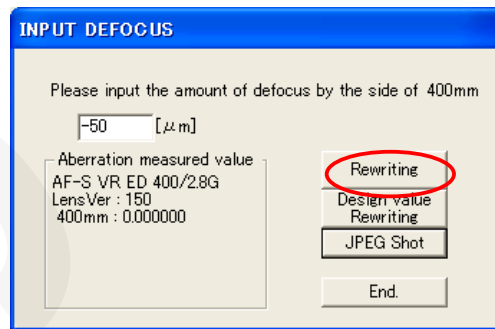 INPUT DEFOCUS
Please input the amount of defocus by the side of 400mm
-50 [μm]
Aberration measured value
AF-S VR ED 400/2.8G
LensVer : 150
400mm : 0.000000
Rewriting
Design value
Rewriting
JPEG Shot
End.